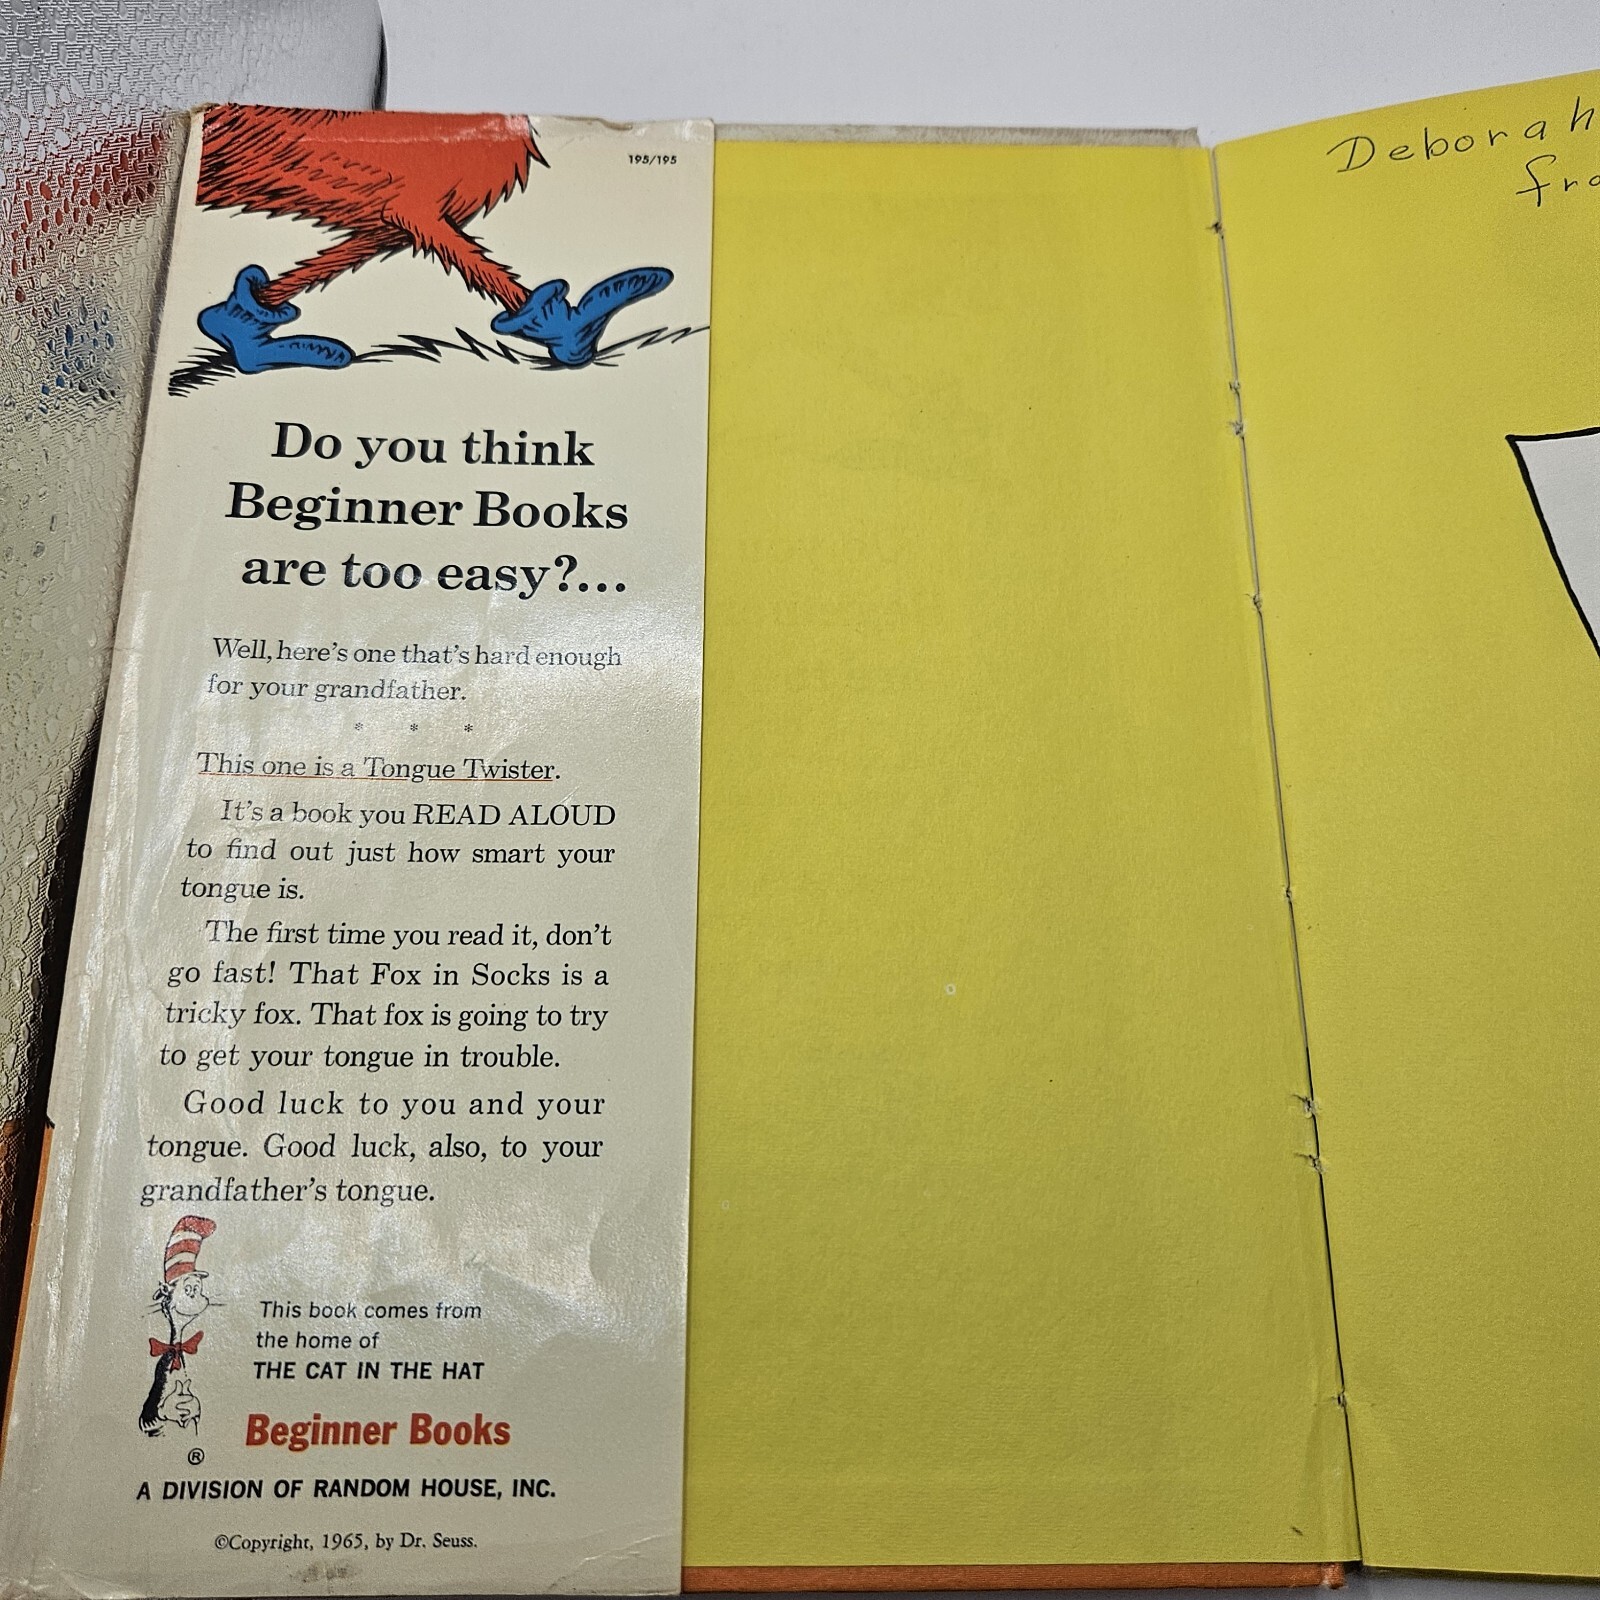 195/195
Do you think
Beginner Books
are too easy?...
Well, here's one that's hard enough
for your grandfather.
* * *
This one is a Tongue Twister.
It's a book you READ ALOUD
to find out just how smart your
tongue is.
The first time you read it, don't
go fast! That Fox in Socks is a
tricky fox. That fox is going to try
to get your tongue in trouble.
Good luck to you and your
tongue. Good luck, also, to your
grandfather's tongue.
This book comes from
the home of
THE CAT IN THE HAT
Beginner Books
®
A DIVISION OF RANDOM HOUSE, INC.
©Copyright, 1965, by Dr. Seuss.
Deborah